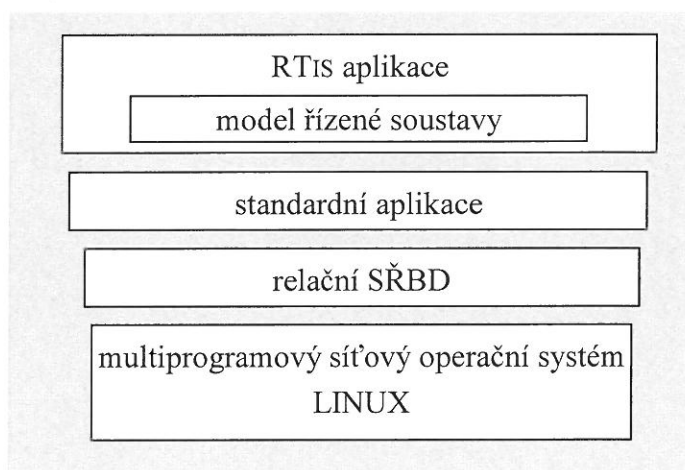 RTIS aplikace
model řízené soustavy
standardní aplikace
relační SŘBD
multiprogramový síťový operační systém
LINUX